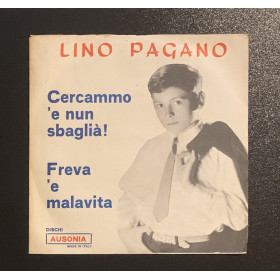 LINO PAGANO
Cercammo
'e nun
sbaglià!
Freva
'e
malavita
DISCHI
AUSONIA
MADE IN ITALY